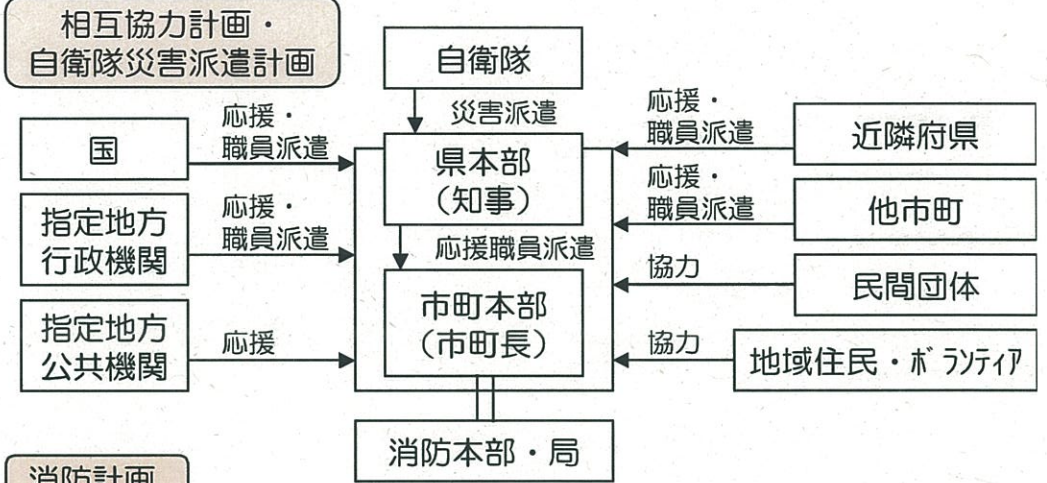 相互協力計画・
自衛隊災害派遣計画
自衛隊
災害派遣
国
応援・
職員派遣
県本部
(知事)
応援・
職員派遣
近隣府県
指定地方
行政機関
応援・
職員派遣
応援職員派遣
応援・
職員派遣
他市町
市町本部
(市町長)
協力
民間団体
指定地方
公共機関
応援
協力
地域住民・ボランティア
消防本部・局
消防計画